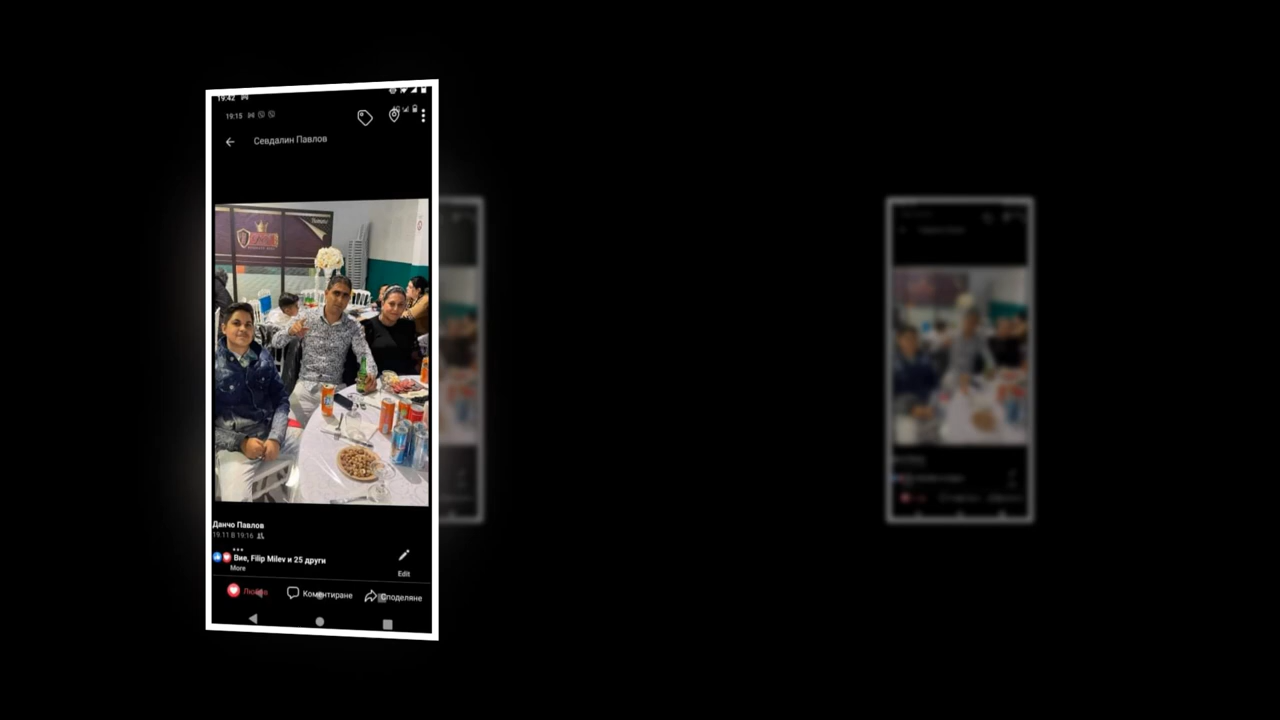 19:42
19:15
Севдалин Павлов
Данчо Павлов
19.11 в 19:16
Вие, Filip Milev и 25 други
More
Edit
Любов
Коментиране
Споделяне